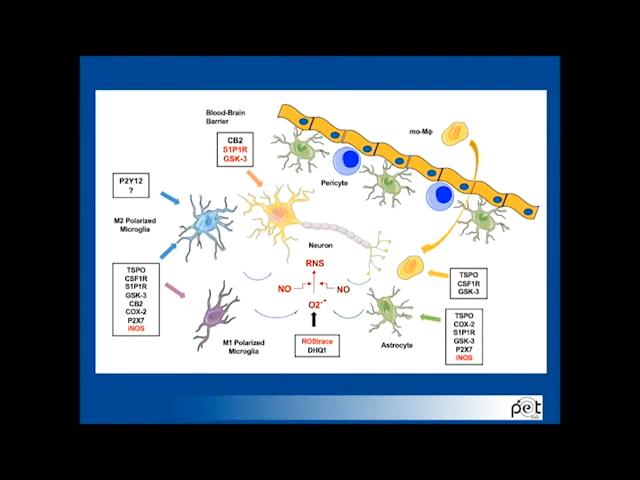 Blood-Brain
Barrier
mo-MΦ
CB2
S1P1R
GSK-3
Pericyte
P2Y12
?
M2 Polarized
Microglia
Neuron
RNS
TSPO
CSF1R
S1P1R
GSK-3
CB2
COX-2
P2X7
iNOS
NO
NO
O2·-
TSPO
CSF1R
GSK-3
TSPO
COX-2
S1P1R
GSK-3
P2X7
iNOS
M1 Polarized
Microglia
ROStrace
DHQ1
Astrocyte
pet